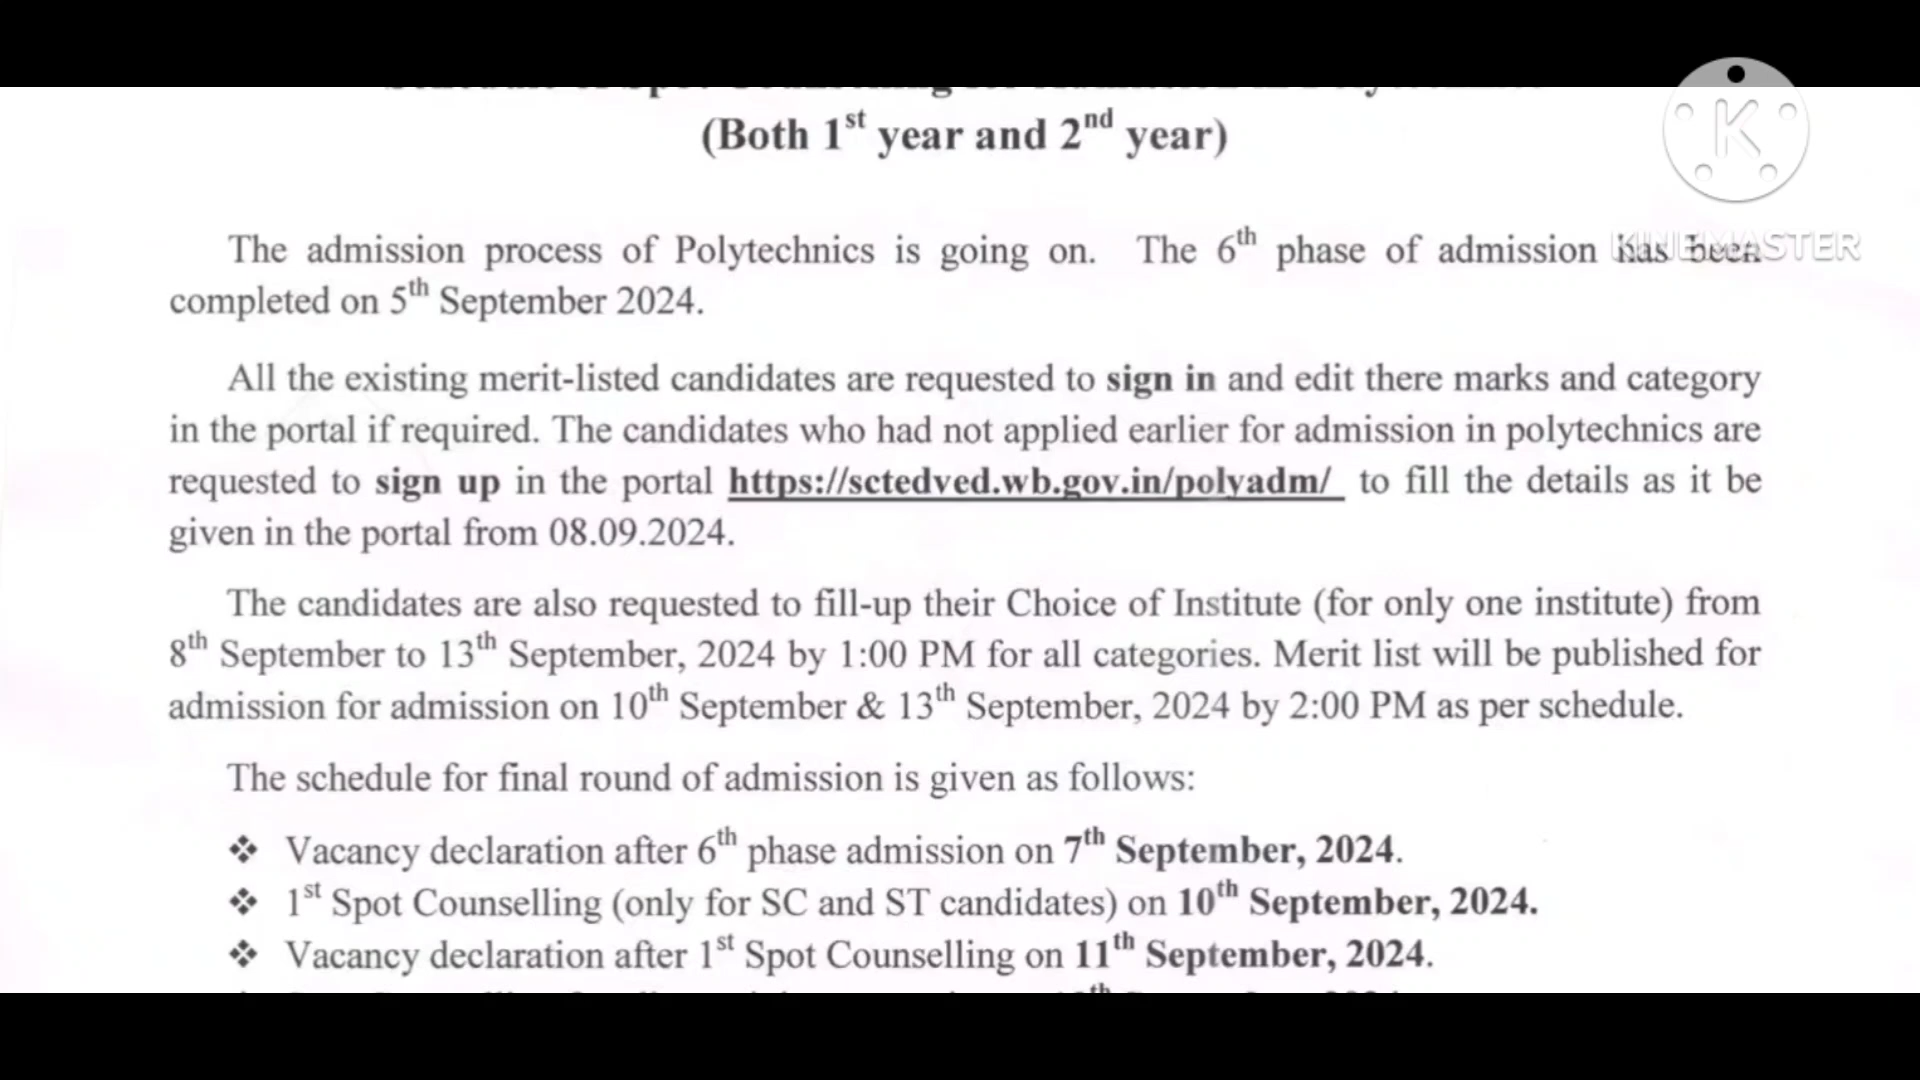 (Both 1st year and 2nd year)
The admission process of Polytechnics is going on. The 6th phase of admission has been
completed on 5th September 2024.
All the existing merit-listed candidates are requested to sign in and edit there marks and category
in the portal if required. The candidates who had not applied earlier for admission in polytechnics are
requested to sign up in the portal https://sctedved.wb.gov.in/polyadm/ to fill the details as it be
given in the portal from 08.09.2024.
The candidates are also requested to fill-up their Choice of Institute (for only one institute) from
8th September to 13th September, 2024 by 1:00 PM for all categories. Merit list will be published for
admission for admission on 10th September & 13th September, 2024 by 2:00 PM as per schedule.
The schedule for final round of admission is given as follows:
❖ Vacancy declaration after 6th phase admission on 7th September, 2024.
❖ 1st Spot Counselling (only for SC and ST candidates) on 10th September, 2024.
❖ Vacancy declaration after 1st Spot Counselling on 11th September, 2024.
K
KINEMASTER